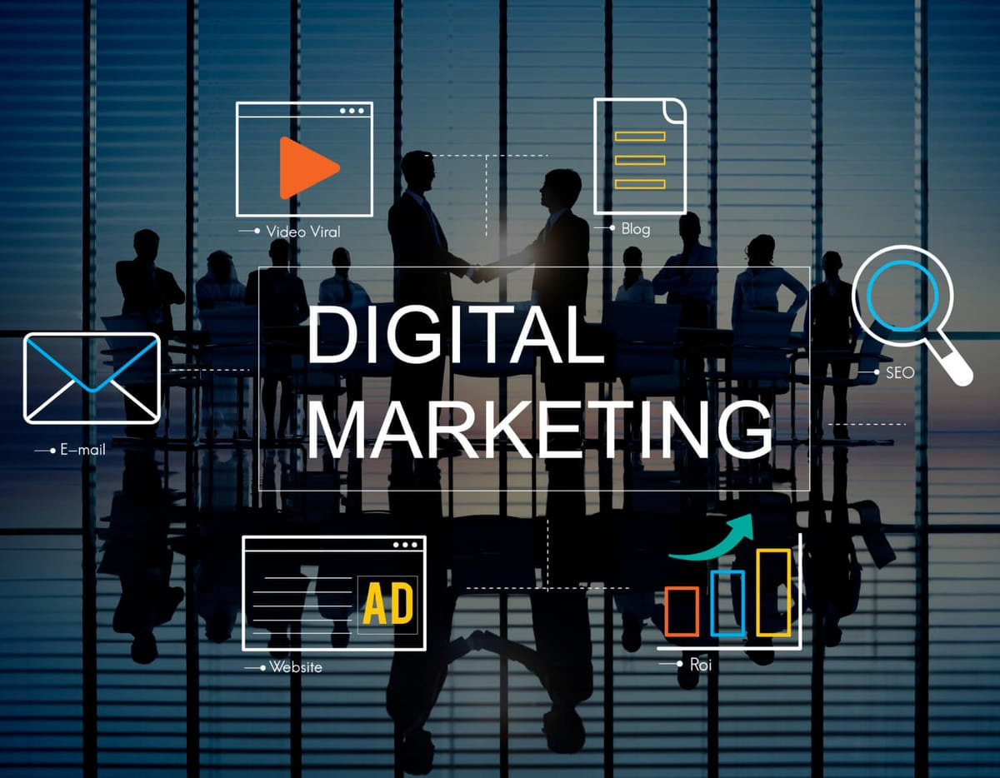 Video Viral
Blog
DIGITAL
MARKETING
SEO
E-mail
AD
Website
Roi